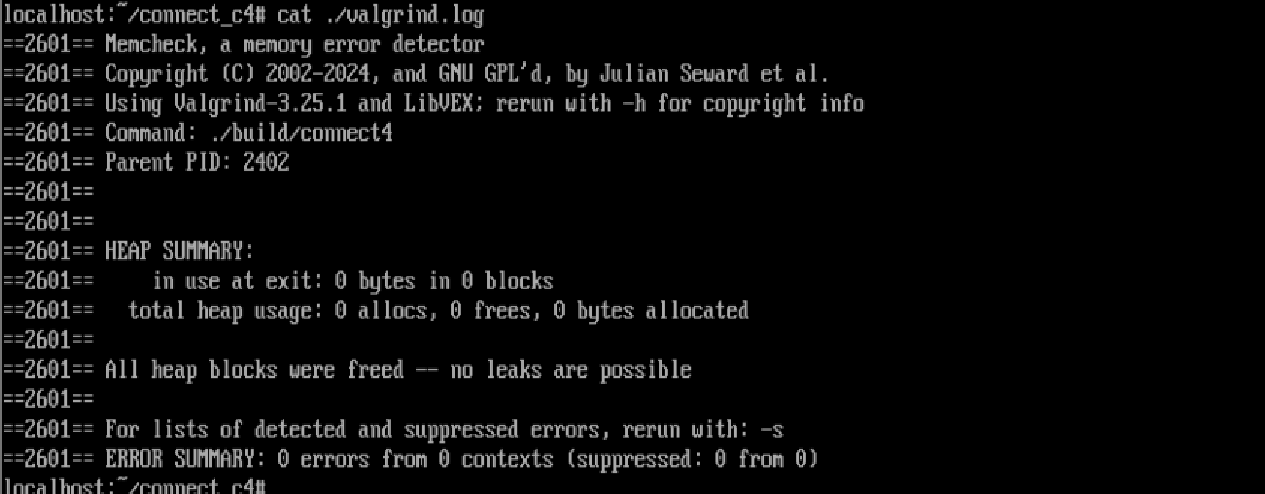 localhost:~/connect_c4# cat ./valgrind.log
==2601== Memcheck, a memory error detector
==2601== Copyright (C) 2002-2024, and GNU GPL'd, by Julian Seward et al.
==2601== Using Valgrind-3.25.1 and LibVEX; rerun with -h for copyright info
==2601== Command: ./build/connect4
==2601== Parent PID: 2402
==2601==
==2601==
==2601== HEAP SUMMARY:
==2601==     in use at exit: 0 bytes in 0 blocks
==2601==   total heap usage: 0 allocs, 0 frees, 0 bytes allocated
==2601==
==2601== All heap blocks were freed -- no leaks are possible
==2601==
==2601== For lists of detected and suppressed errors, rerun with: -s
==2601== ERROR SUMMARY: 0 errors from 0 contexts (suppressed: 0 from 0)
localhost:~/connect_c4#